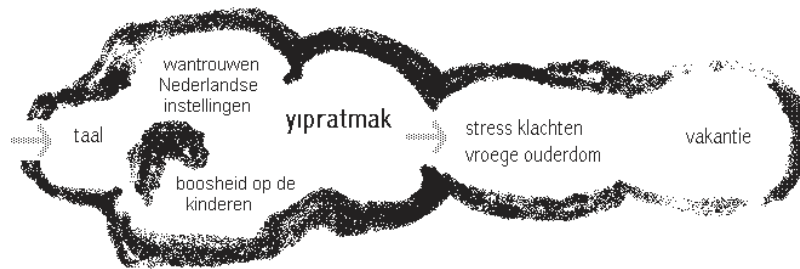 taal
wantrouwen
Nederlandse
instellingen
boosheid op de
kinderen
yıpratmak
stress klachten
vroege ouderdom
vakantie